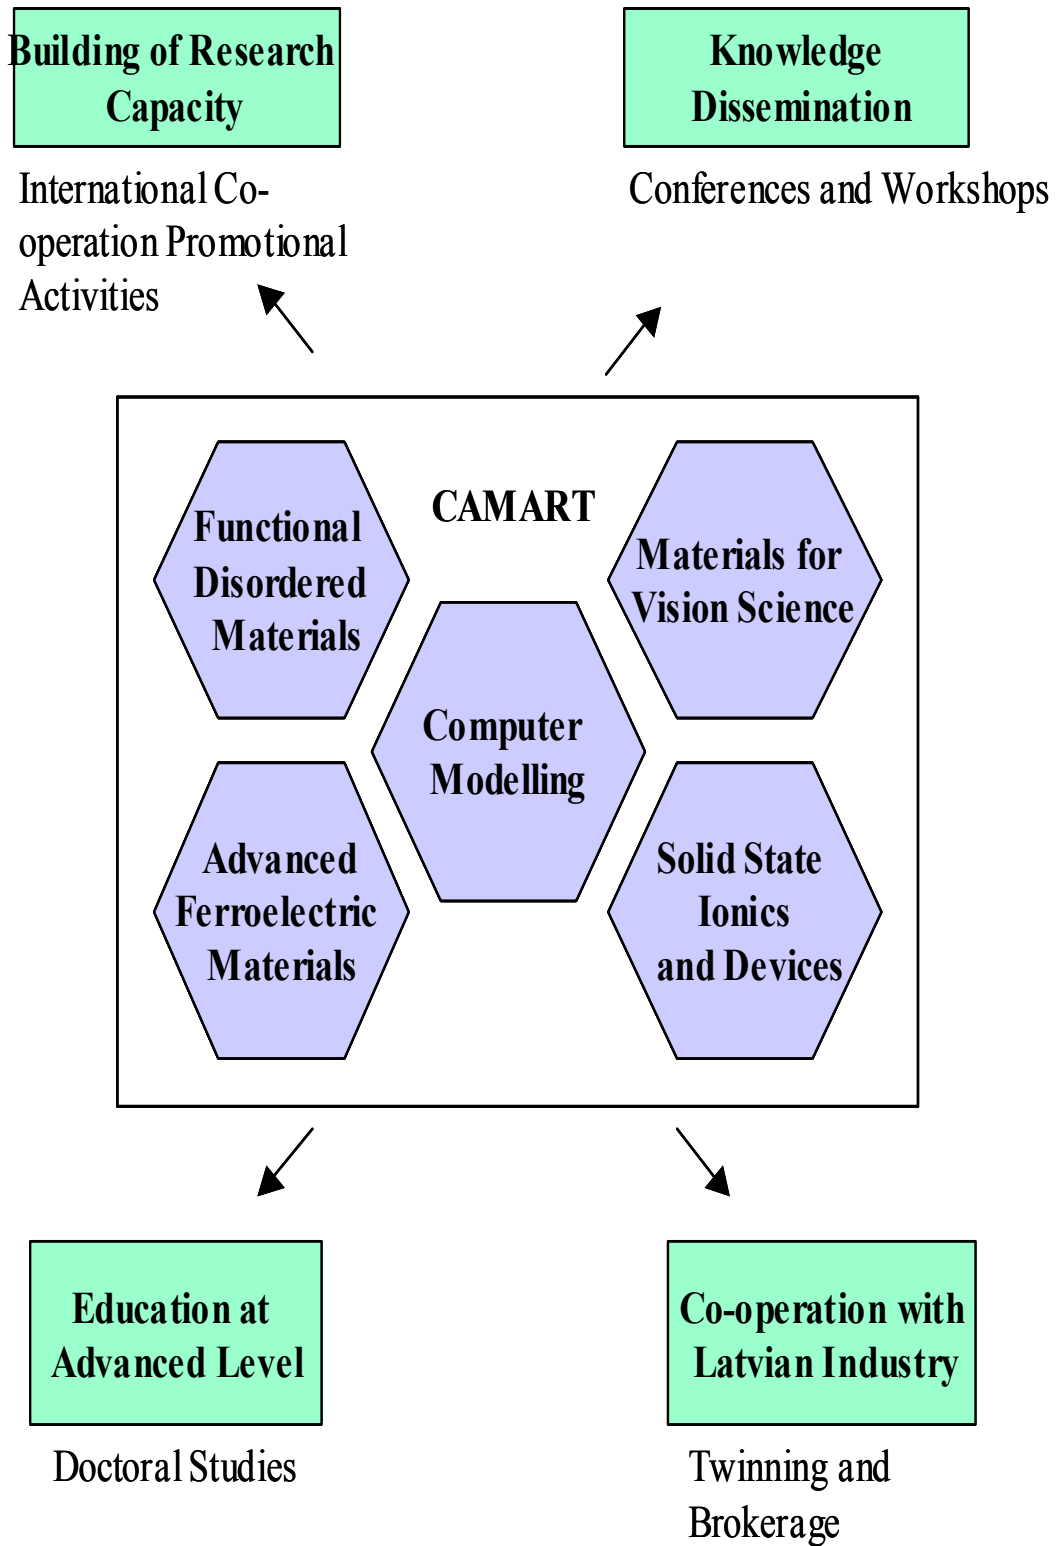 Building of Research
Capacity
International Co-
operation Promotional
Activities
Knowledge
Dissemination
Conferences and Workshops
CAMART
Functional
Disordered
Materials
Materials for
Vision Science
Computer
Modelling
Advanced
Ferroelectric
Materials
Solid State
Ionics
and Devices
Education at
Advanced Level
Doctoral Studies
Co-operation with
Latvian Industry
Twinning and
Brokerage